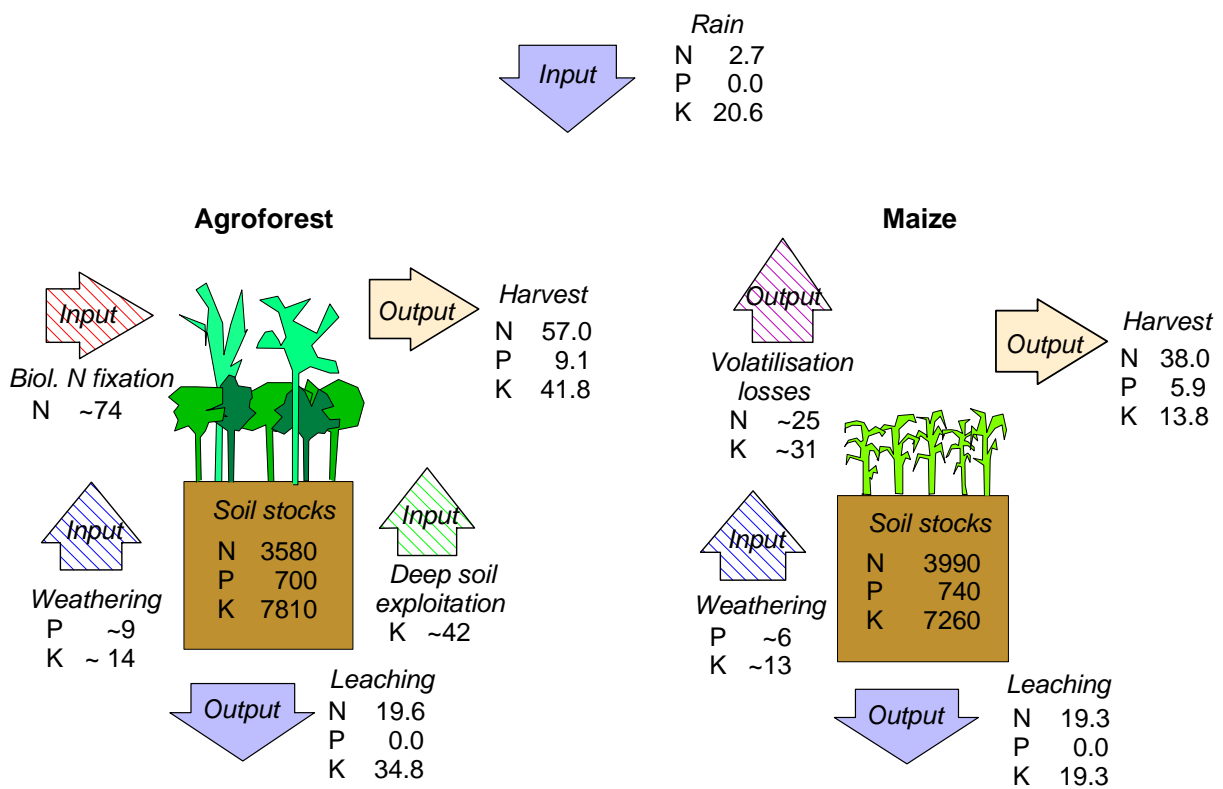 Rain
Input
N 2.7
P 0.0
K 20.6
Agroforest
Input
Biol. N fixation
N ~74
Output
Harvest
N 57.0
P 9.1
K 41.8
Input
Weathering
P ~9
K ~ 14
Soil stocks
N 3580
P 700
K 7810
Input
Deep soil
exploitation
K ~42
Output
Leaching
N 19.6
P 0.0
K 34.8
Maize
Output
Volatilisation
losses
N ~25
K ~31
Output
Harvest
N 38.0
P 5.9
K 13.8
Input
Weathering
P ~6
K ~13
Soil stocks
N 3990
P 740
K 7260
Output
Leaching
N 19.3
P 0.0
K 19.3